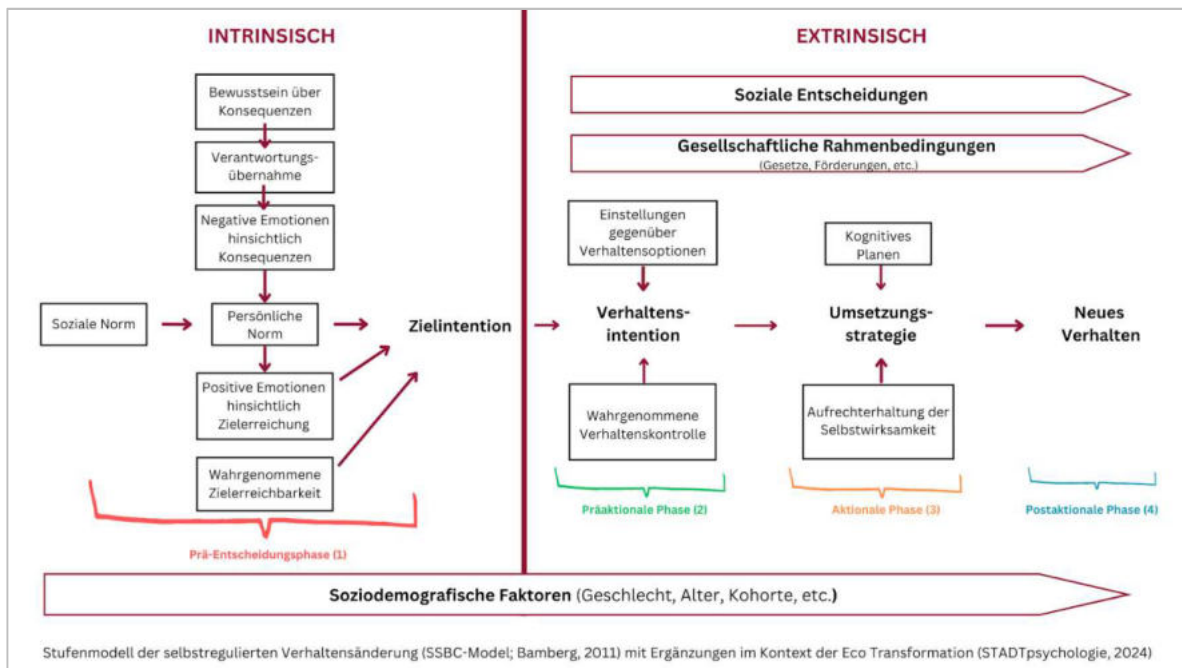 INTRINSISCH
EXTRINSISCH
Bewusstsein über
Konsequenzen
Verantwortungs-
übernahme
Negative Emotionen
hinsichtlich
Konsequenzen
Soziale Norm
Persönliche
Norm
Positive Emotionen
hinsichtlich
Zielerreichung
Wahrgenommene
Zielerreichbarkeit
Prä-Entscheidungsphase (1)
Zielintention
Soziale Entscheidungen
Gesellschaftliche Rahmenbedingungen
(Gesetze, Förderungen, etc.)
Einstellungen
gegenüber
Verhaltensoptionen
Verhaltens-
intention
Wahrgenommene
Verhaltenskontrolle
Präaktionale Phase (2)
Kognitives
Planen
Umsetzungs-
strategie
Aufrechterhaltung der
Selbstwirksamkeit
Aktionale Phase (3)
Neues
Verhalten
Postaktionale Phase (4)
Soziodemografische Faktoren (Geschlecht, Alter, Kohorte, etc.)
Stufenmodell der selbstregulierten Verhaltensänderung (SSBC-Model; Bamberg, 2011) mit Ergänzungen im Kontext der Eco Transformation (STADTpsychologie, 2024)